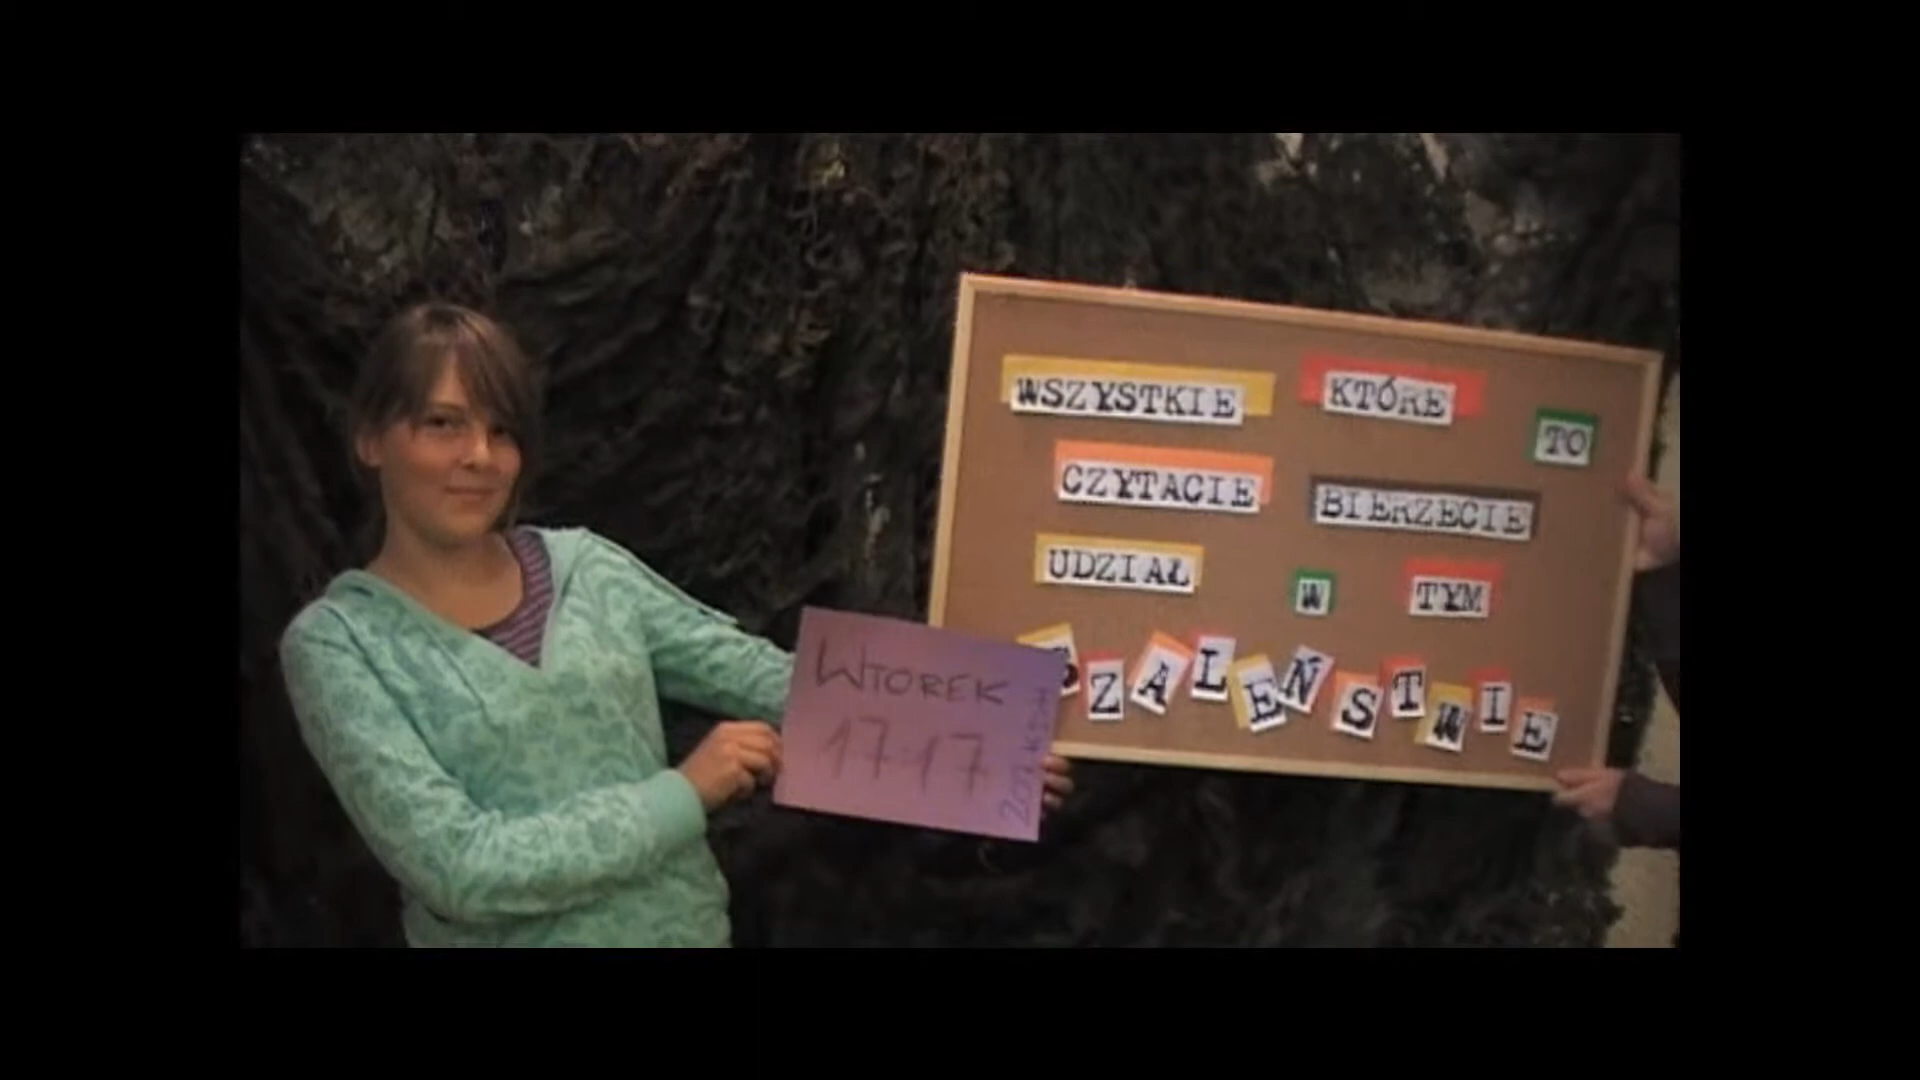 WSZYSTKIE KTÓRE TO
CZYTACIE BIERZECIE
UDZIAŁ W TYM
SZALEŃSTWIE
WTOREK
17:17